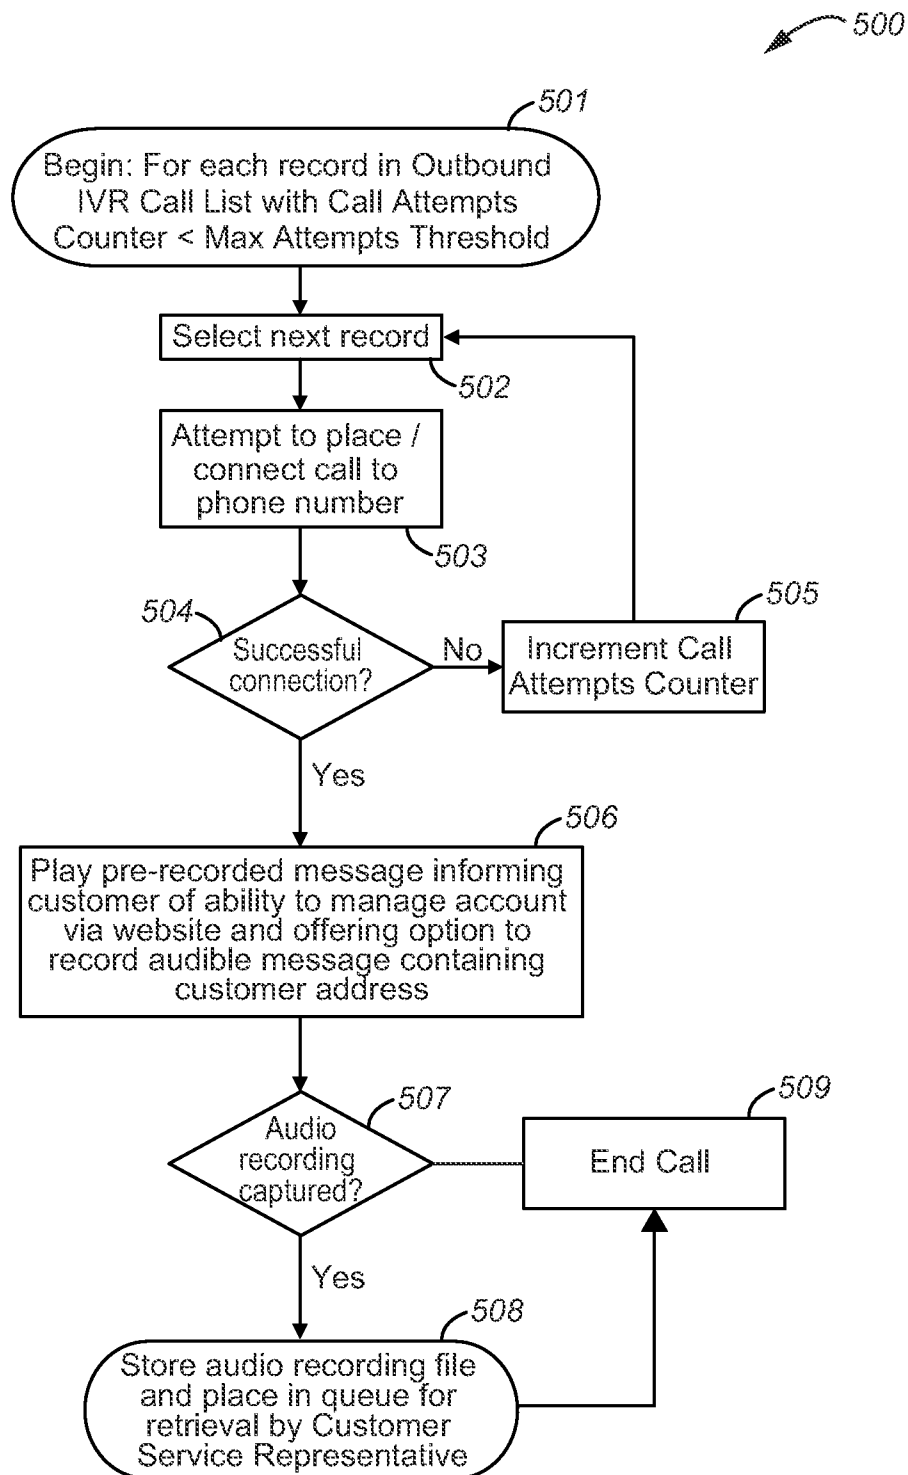 500
501
Begin: For each record in Outbound
IVR Call List with Call Attempts
Counter < Max Attempts Threshold
Select next record
502
Attempt to place /
connect call to
phone number
503
504
Successful
connection?
No
505
Increment Call
Attempts Counter
Yes
506
Play pre-recorded message informing
customer of ability to manage account
via website and offering option to
record audible message containing
customer address
507
Audio
recording
captured?
509
End Call
Yes
508
Store audio recording file
and place in queue for
retrieval by Customer
Service Representative